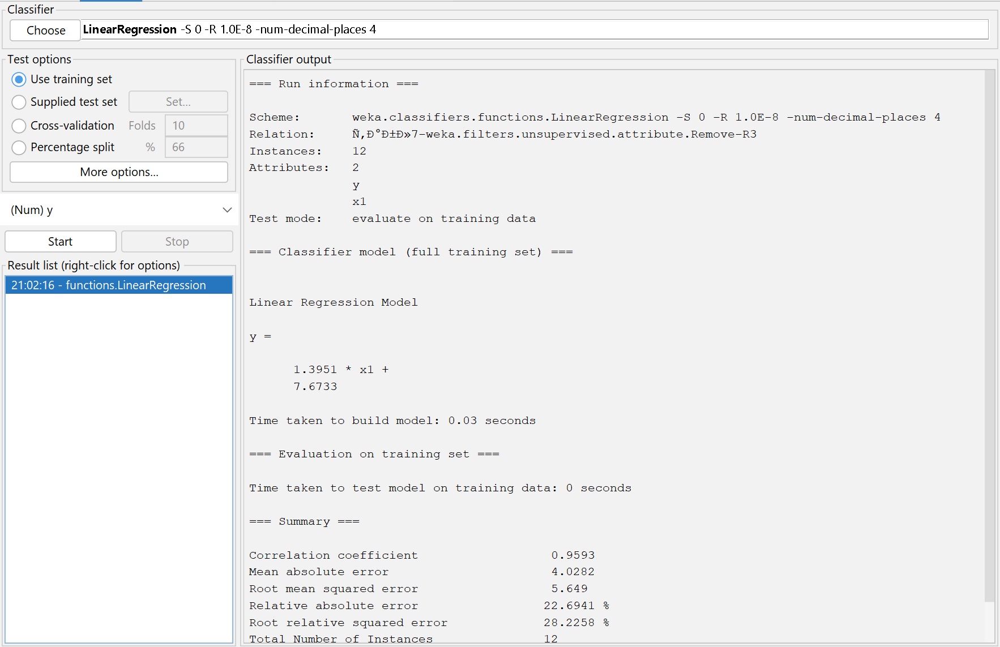 Classifier
Choose LinearRegression -S 0 -R 1.0E-8 -num-decimal-places 4
Test options
Use training set
Supplied test set Set...
Cross-validation Folds 10
Percentage split % 66
More options...
(Num) y
Start Stop
Result list (right-click for options)
21:02:16 - functions.LinearRegression
Classifier output
=== Run information ===
Scheme: weka.classifiers.functions.LinearRegression -S 0 -R 1.0E-8 -num-decimal-places 4
Relation: Ñ‚Ð°Ð±Ð»7-weka.filters.unsupervised.attribute.Remove-R3
Instances: 12
Attributes: 2
y
x1
Test mode: evaluate on training data
=== Classifier model (full training set) ===
Linear Regression Model
y =
1.3951 * x1 +
7.6733
Time taken to build model: 0.03 seconds
=== Evaluation on training set ===
Time taken to test model on training data: 0 seconds
=== Summary ===
Correlation coefficient 0.9593
Mean absolute error 4.0282
Root mean squared error 5.649
Relative absolute error 22.6941 %
Root relative squared error 28.2258 %
Total Number of Instances 12